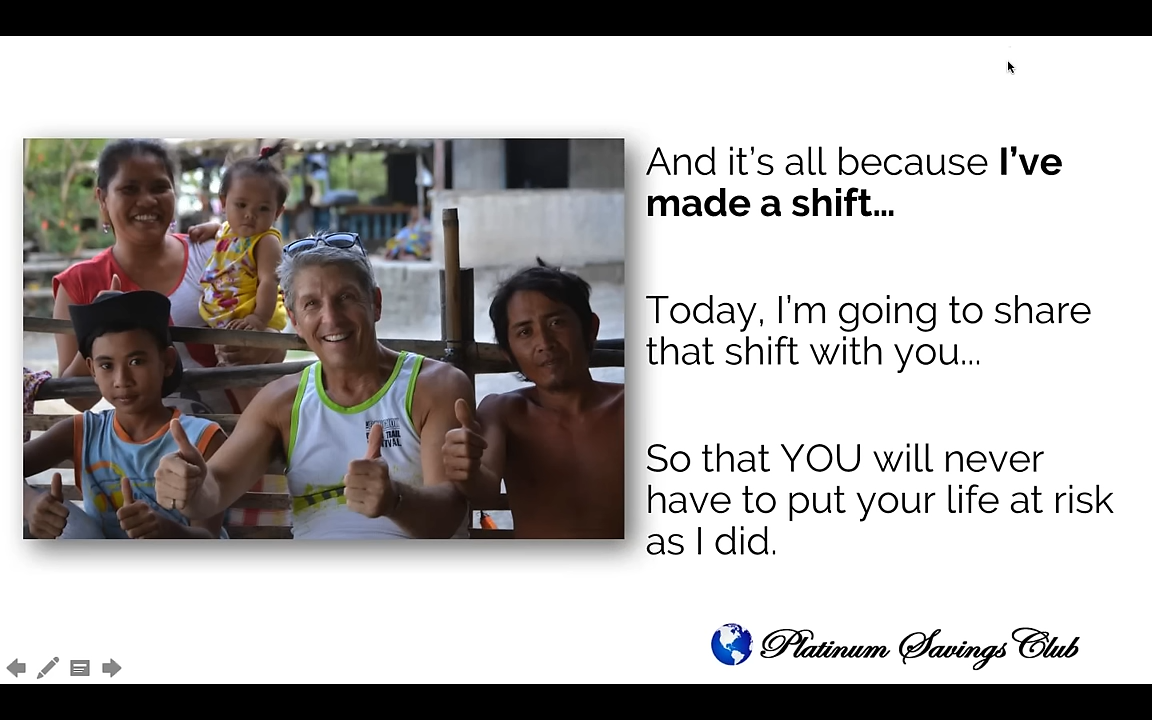 And it’s all because I’ve
made a shift...
Today, I’m going to share
that shift with you...
So that YOU will never
have to put your life at risk
as I did.
Platinum Savings Club